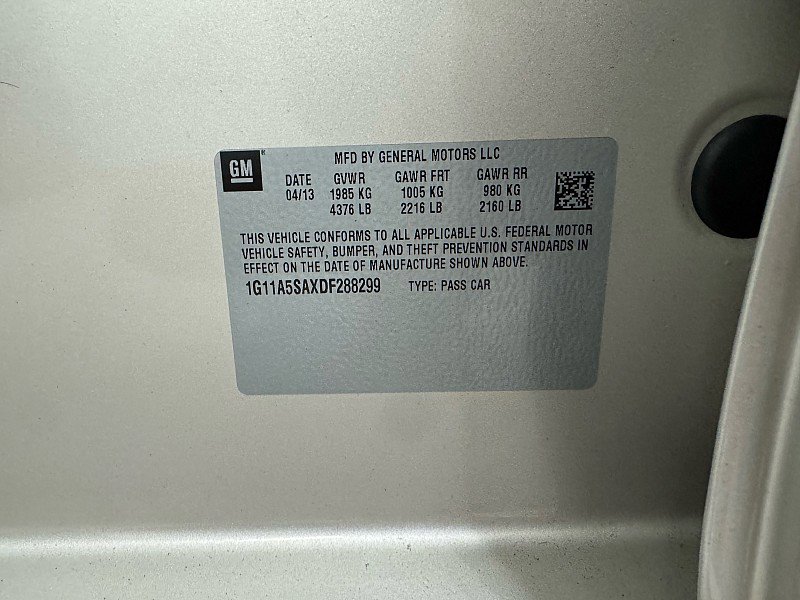 GM
MFD BY GENERAL MOTORS LLC
DATE GVWR GAWR FRT GAWR RR
04/13 1985 KG 1005 KG 980 KG
4376 LB 2216 LB 2160 LB
THIS VEHICLE CONFORMS TO ALL APPLICABLE U.S. FEDERAL MOTOR
VEHICLE SAFETY, BUMPER, AND THEFT PREVENTION STANDARDS IN
EFFECT ON THE DATE OF MANUFACTURE SHOWN ABOVE.
1G11A5SAXDF288299 TYPE: PASS CAR